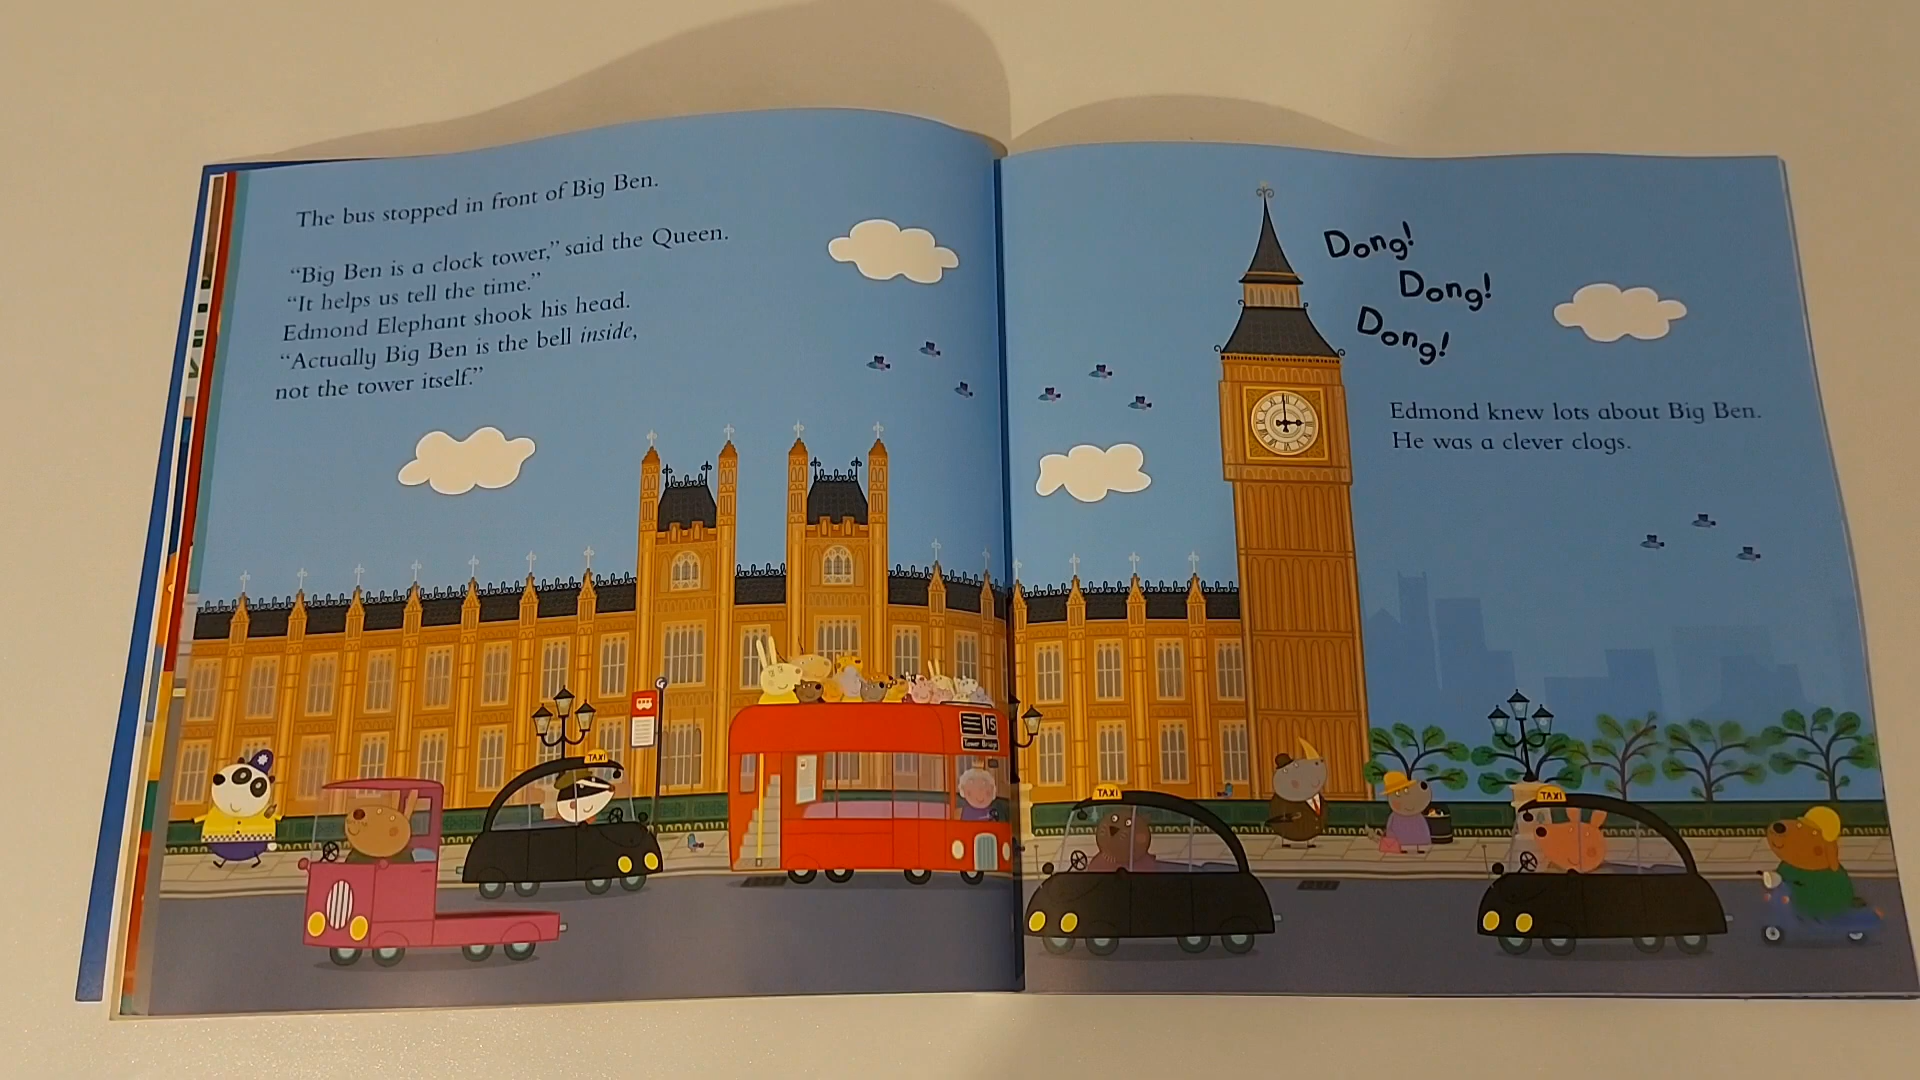 The bus stopped in front of Big Ben.
“Big Ben is a clock tower,” said the Queen.
“It helps us tell the time.”
Edmond Elephant shook his head.
“Actually Big Ben is the bell inside,
not the tower itself.”
TAXI
15
Tower Bridge
Dong!
Dong!
Dong!
Edmond knew lots about Big Ben.
He was a clever clogs.
TAXI
TAXI